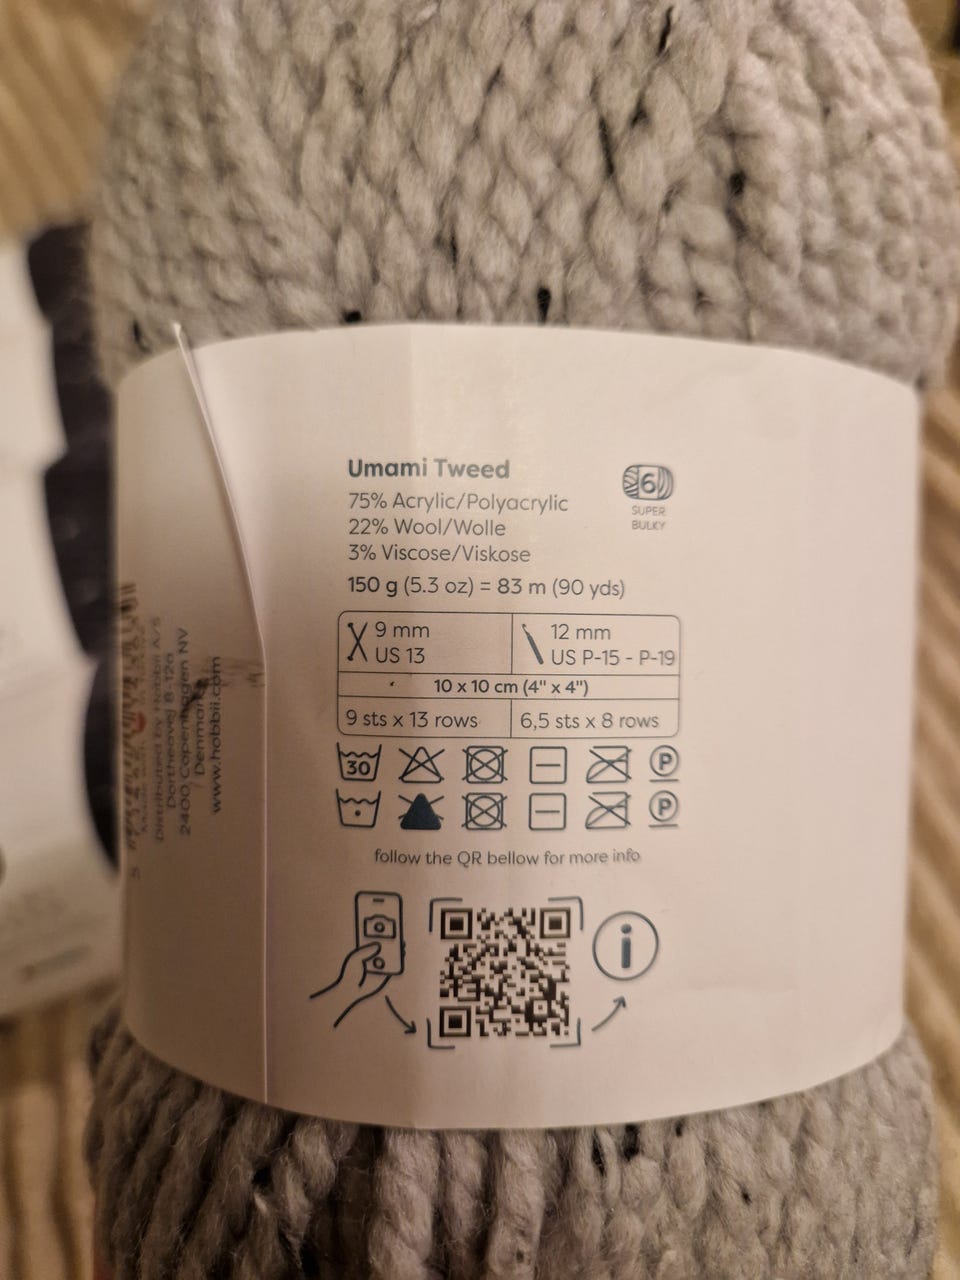 Umami Tweed
75% Acrylic/Polyacrylic
22% Wool/Wolle
3% Viscose/Viskose
150 g (5.3 oz) = 83 m (90 yds)
6
SUPER
BULKY
9 mm
US 13
12 mm
US P-15 - P-19
10 x 10 cm (4" x 4")
9 sts x 13 rows
6,5 sts x 8 rows
30
P
P
follow the QR bellow for more info
i
Distributed by Hobbii A/S
Dortheavej 8-12a
2400 Copenhagen NV
Denmark
www.hobbii.com